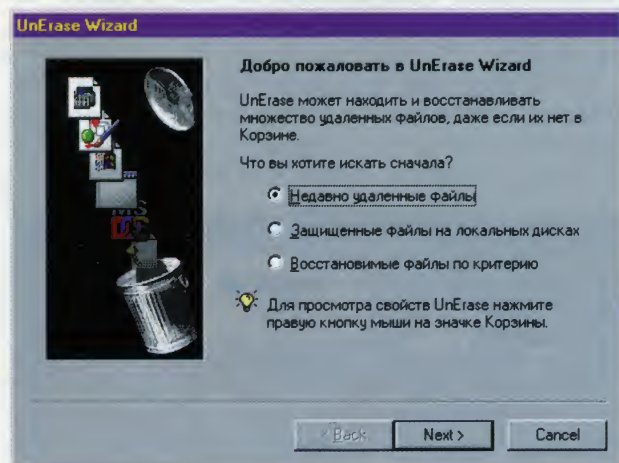 UnErase Wizard
Добро пожаловать в UnErase Wizard
UnErase может находить и восстанавливать
множество удаленных файлов, даже если их нет в
Корзине.
Что вы хотите искать сначала?
Недавно удаленные файлы
Защищенные файлы на локальных дисках
Восстановимые файлы по критерию
Для просмотра свойств UnErase нажмите
правую кнопку мыши на значке Корзины.
MS
DOS
< Back
Next >
Cancel